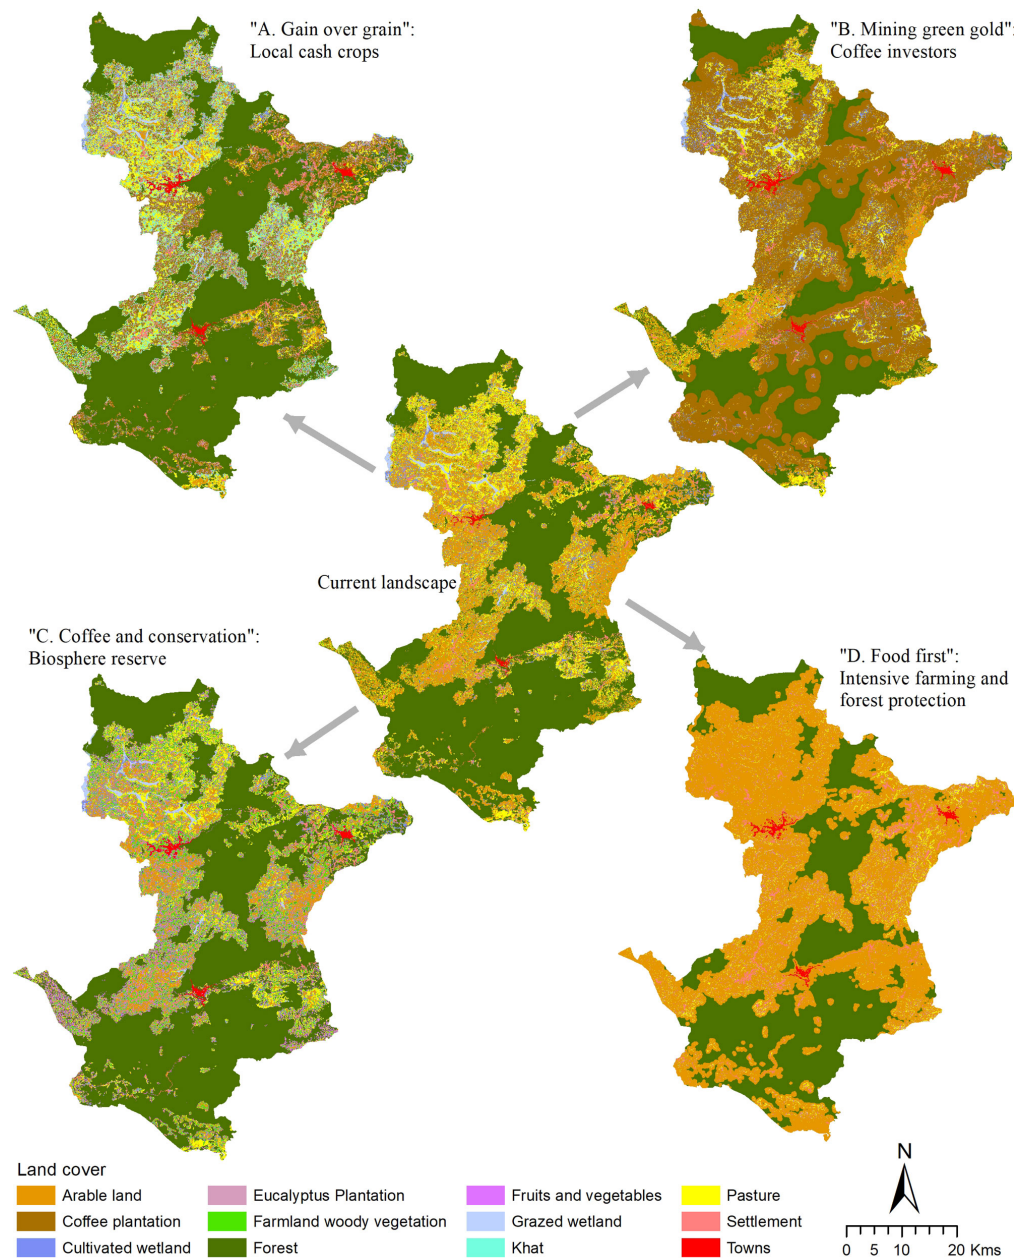 "A. Gain over grain":
Local cash crops
"B. Mining green gold":
Coffee investors
Current landscape
"C. Coffee and conservation":
Biosphere reserve
"D. Food first":
Intensive farming and
forest protection
Land cover
Arable land
Coffee plantation
Cultivated wetland
Eucalyptus Plantation
Farmland woody vegetation
Forest
Fruits and vegetables
Grazed wetland
Khat
Pasture
Settlement
Towns
N
0 5 10 20 Kms